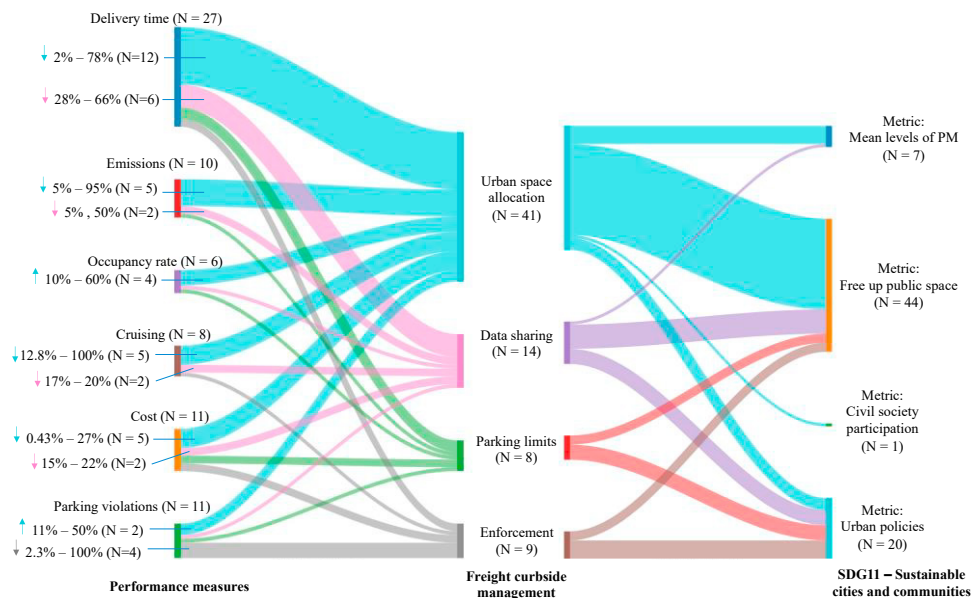 Delivery time (N = 27)
↓ 2% – 78% (N=12)
↓ 28% – 66% (N=6)
Emissions (N = 10)
↓ 5% – 95% (N = 5)
↓ 5% , 50% (N=2)
Occupancy rate (N = 6)
↑ 10% – 60% (N = 4)
Cruising (N = 8)
↓ 12.8% – 100% (N = 5)
↓ 17% – 20% (N=2)
Cost (N = 11)
↓ 0.43% – 27% (N = 5)
↓ 15% – 22% (N=2)
Parking violations (N = 11)
↑ 11% – 50% (N = 2)
↓ 2.3% – 100% (N=4)
Performance measures
Urban space
allocation
(N = 41)
Data sharing
(N = 14)
Parking limits
(N = 8)
Enforcement
(N = 9)
Freight curbside
management
Metric:
Mean levels of PM
(N = 7)
Metric:
Free up public space
(N = 44)
Metric:
Civil society
participation
(N = 1)
Metric:
Urban policies
(N = 20)
SDG11 – Sustainable
cities and communities